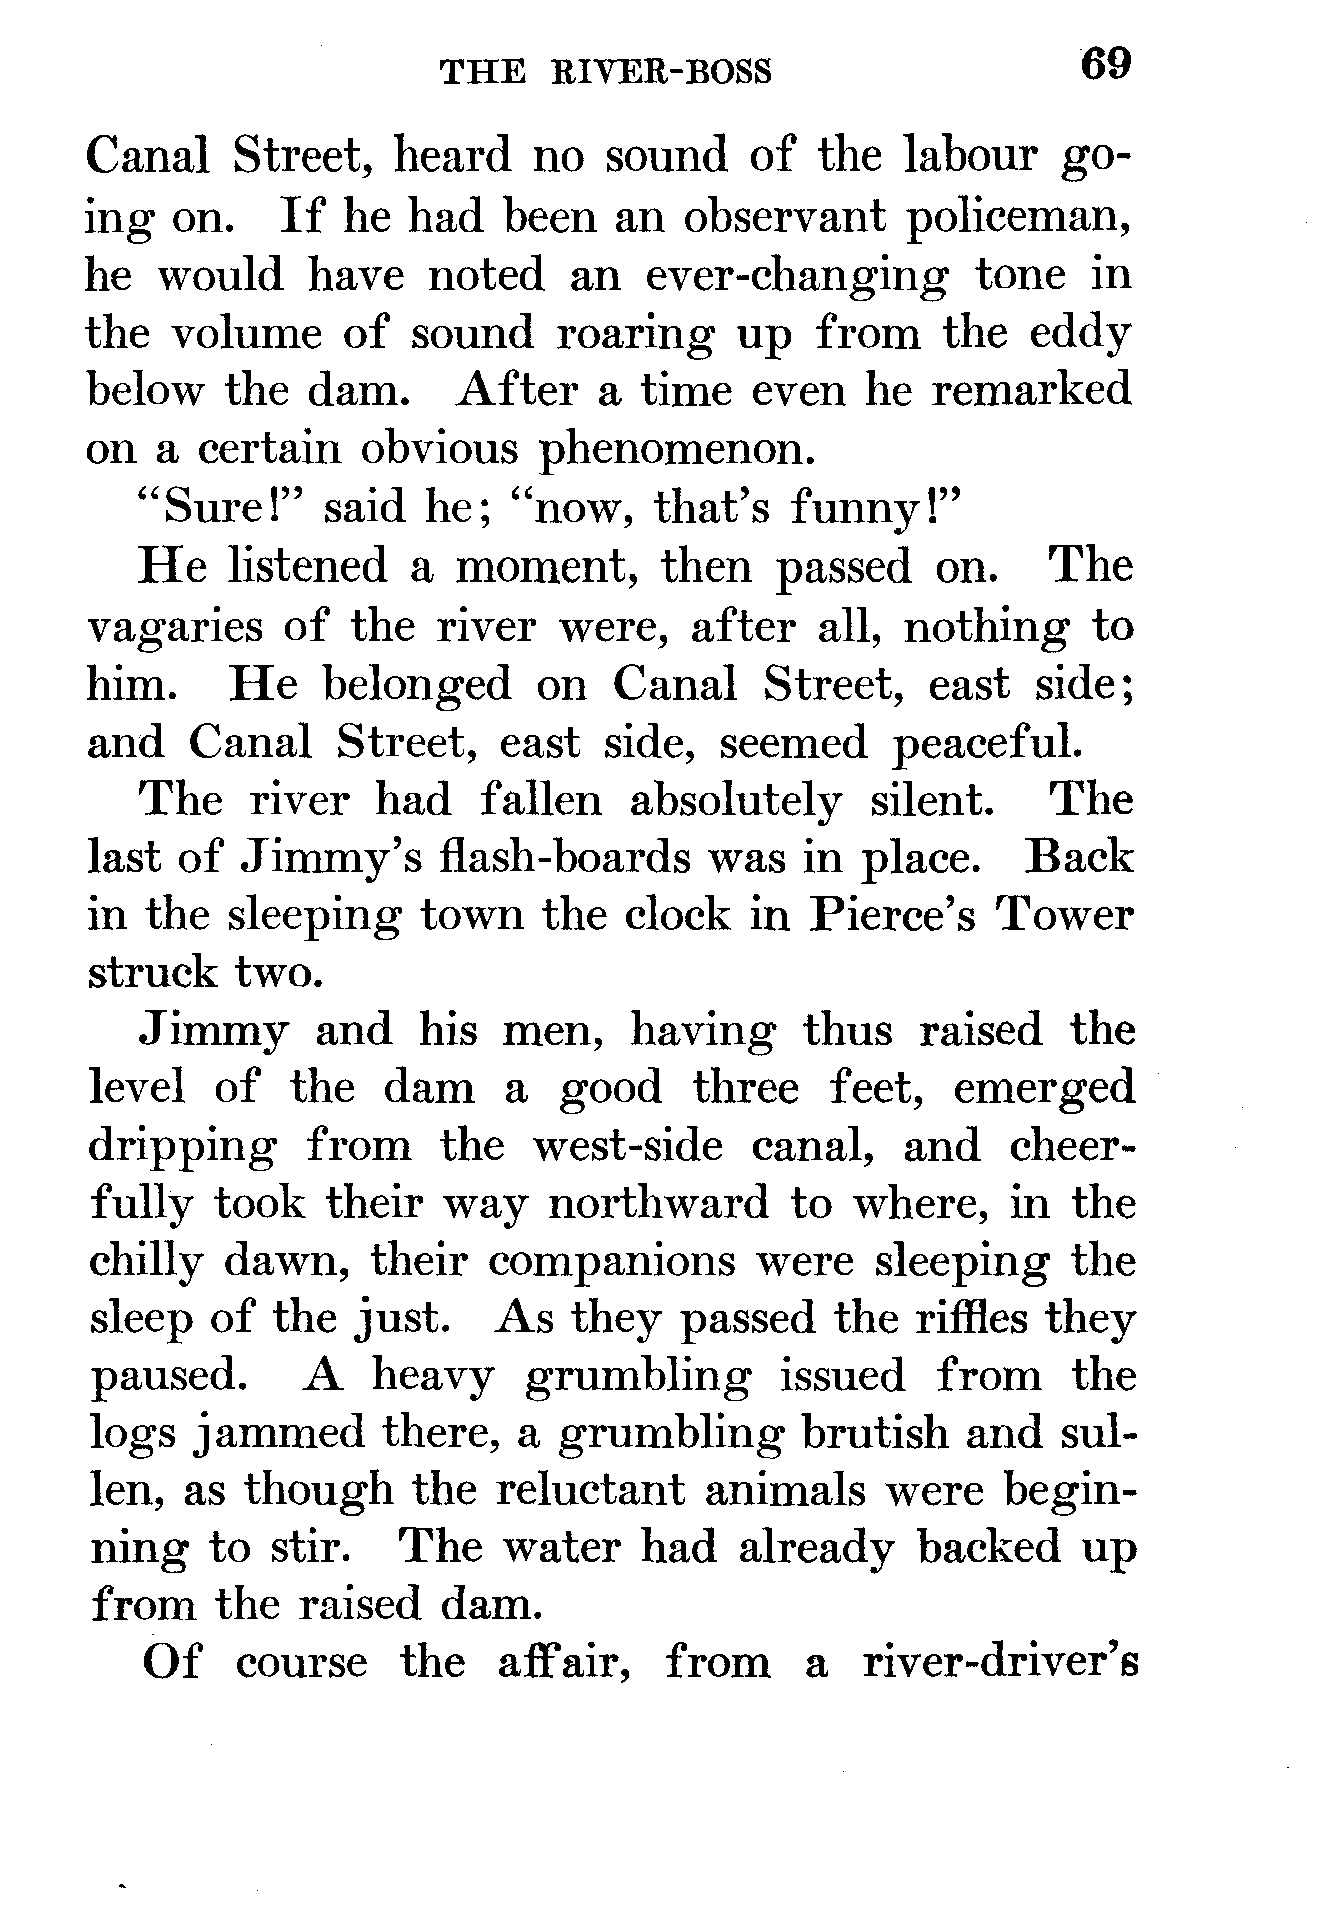 THE RIVER-BOSS 69
Canal Street, heard no sound of the labour go-
ing on. If he had been an observant policeman,
he would have noted an ever-changing tone in
the volume of sound roaring up from the eddy
below the dam. After a time even he remarked
on a certain obvious phenomenon.
"Sure!" said he; "now, that's funny!"
He listened a moment, then passed on. The
vagaries of the river were, after all, nothing to
him. He belonged on Canal Street, east side;
and Canal Street, east side, seemed peaceful.
The river had fallen absolutely silent. The
last of Jimmy's flash-boards was in place. Back
in the sleeping town the clock in Pierce's Tower
struck two.
Jimmy and his men, having thus raised the
level of the dam a good three feet, emerged
dripping from the west-side canal, and cheer-
fully took their way northward to where, in the
chilly dawn, their companions were sleeping the
sleep of the just. As they passed the riffles they
paused. A heavy grumbling issued from the
logs jammed there, a grumbling brutish and sul-
len, as though the reluctant animals were begin-
ning to stir. The water had already backed up
from the raised dam.
Of course the affair, from a river-driver's